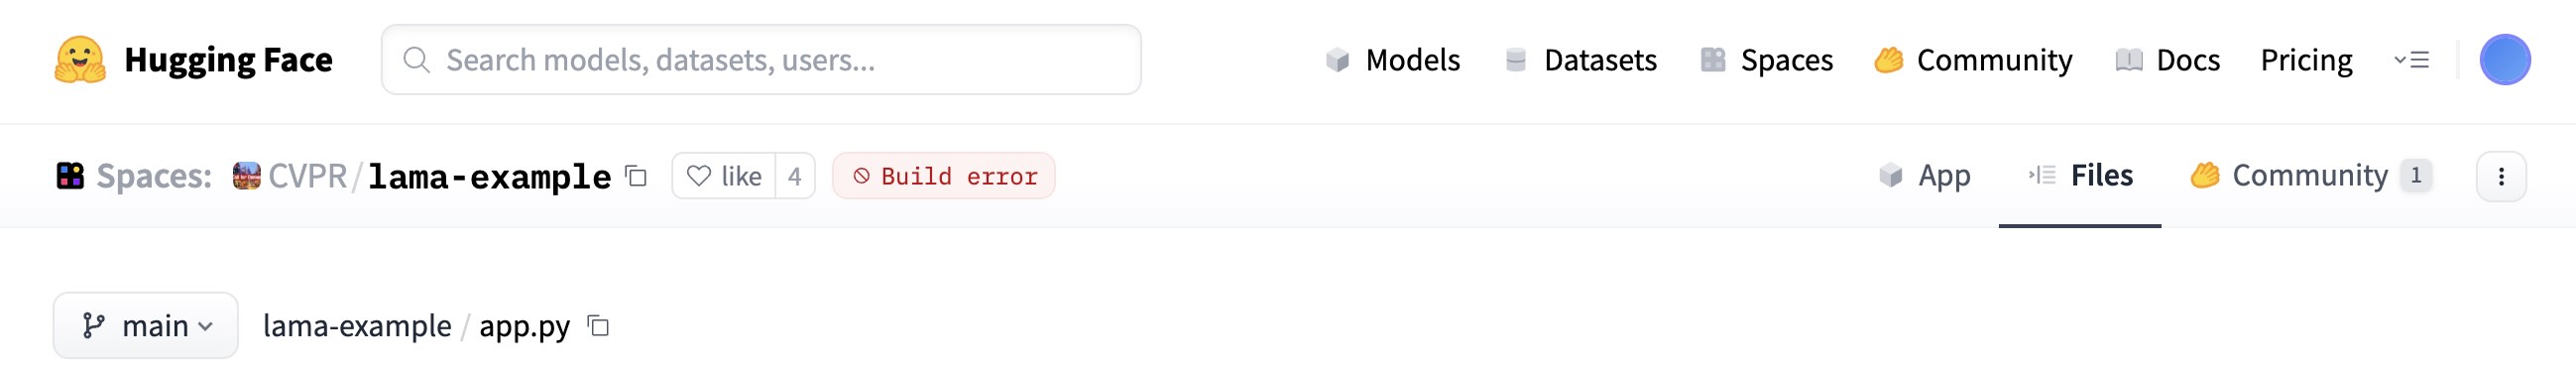 Hugging Face Search models, datasets, users... Models Datasets Spaces Community Docs Pricing
Spaces: CVPR/lama-example like 4 Build error App Files Community 1
main lama-example / app.py